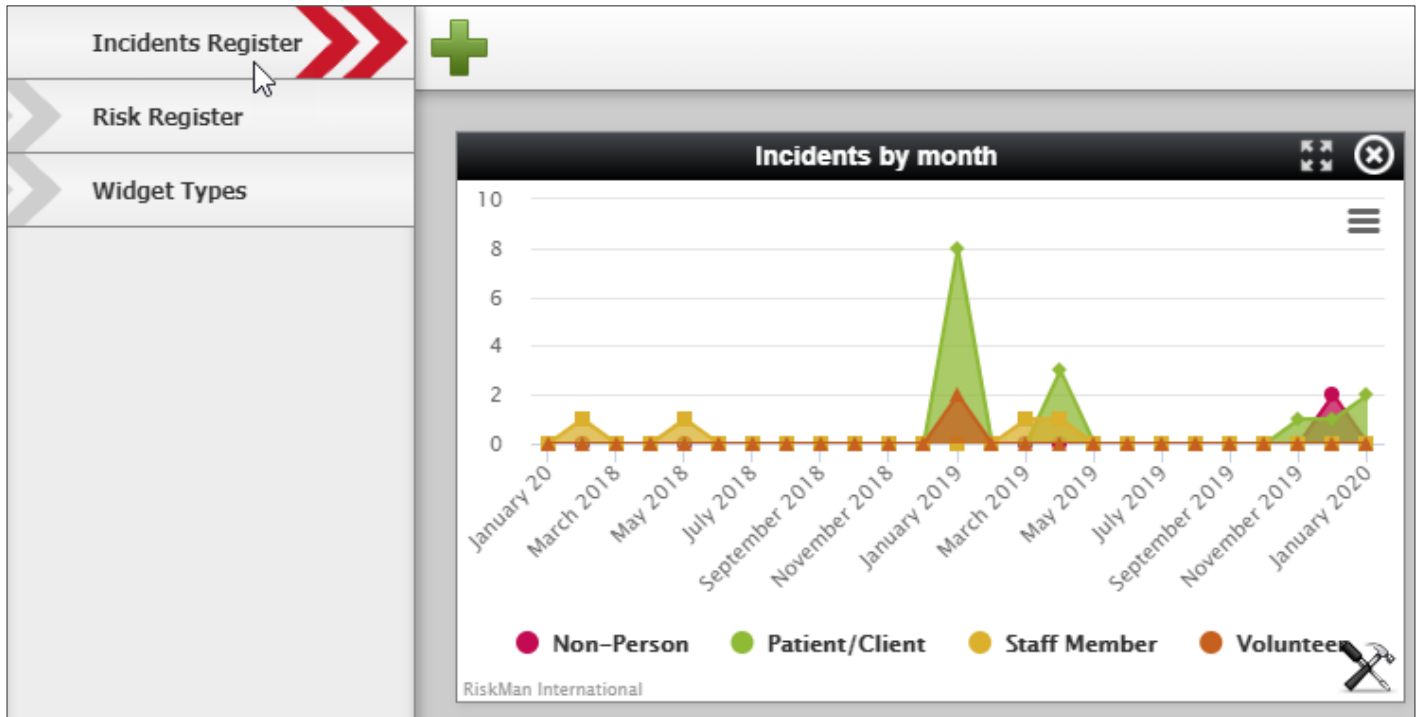 Incidents Register
Risk Register
Widget Types
Incidents by month
10
8
6
4
2
0
January 20
March 2018
May 2018
July 2018
September 2018
November 2018
January 2019
March 2019
May 2019
July 2019
September 2019
November 2019
January 2020
Non-Person Patient/Client Staff Member Volunteer
RiskMan International